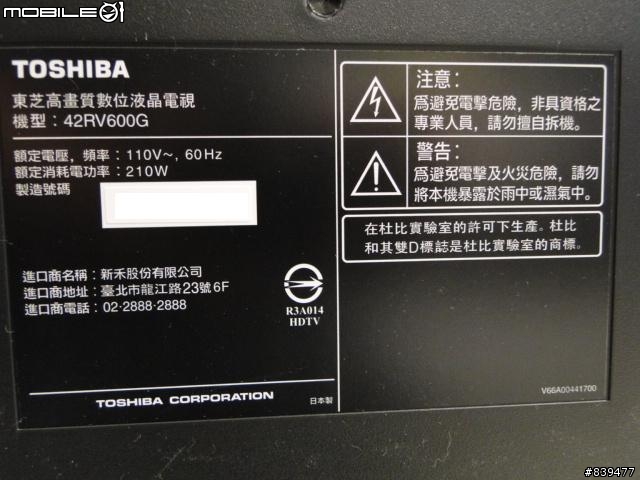 MOBILE01
TOSHIBA
東芝高畫質數位液晶電視
機型：42RV600G
額定電壓，頻率：110V~, 60Hz
額定消耗電功率：210W
製造號碼
進口商名稱：新禾股份有限公司
進口商地址：臺北市龍江路23號6F
進口商電話：02-2888-2888
R3A014
HDTV
TOSHIBA CORPORATION
日本製
注意：
爲避免電擊危險，非具資格之
專業人員，請勿擅自拆機。
警告：
爲避免電擊及火災危險，請勿
將本機暴露於雨中或濕氣中。
在杜比實驗室的許可下生產。杜比
和其雙D標誌是杜比實驗室的商標。
V66A00441700
#839477